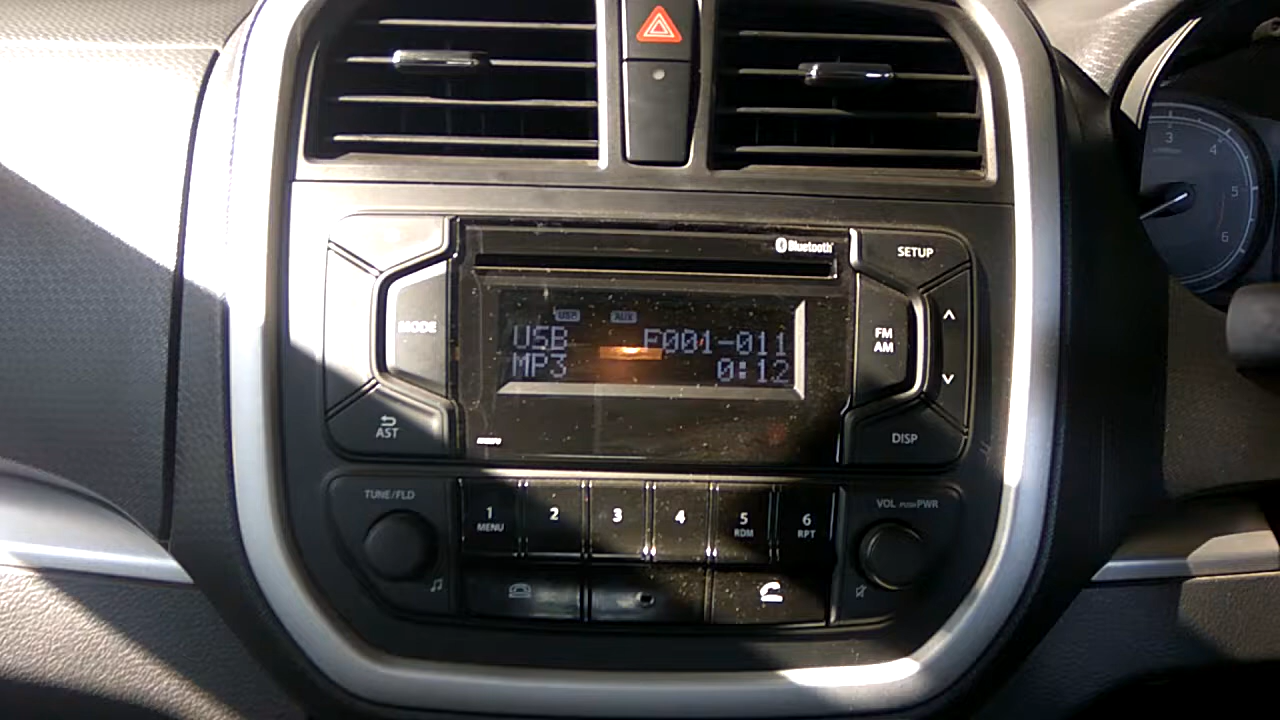 Bluetooth
SETUP
MODE
USB AUX
USB F001-011
MP3 0:12
FM
AM
AST
DISP
TUNE/FLD
VOL PUSH PWR
1 2 3 4 5 6
MENU RDM RPT
3 4 5 6